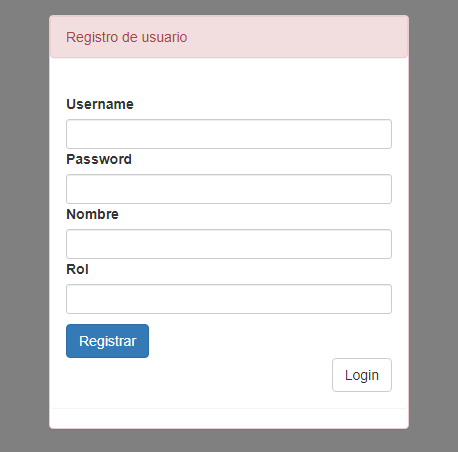 Registro de usuario
Username
Password
Nombre
Rol
Registrar
Login